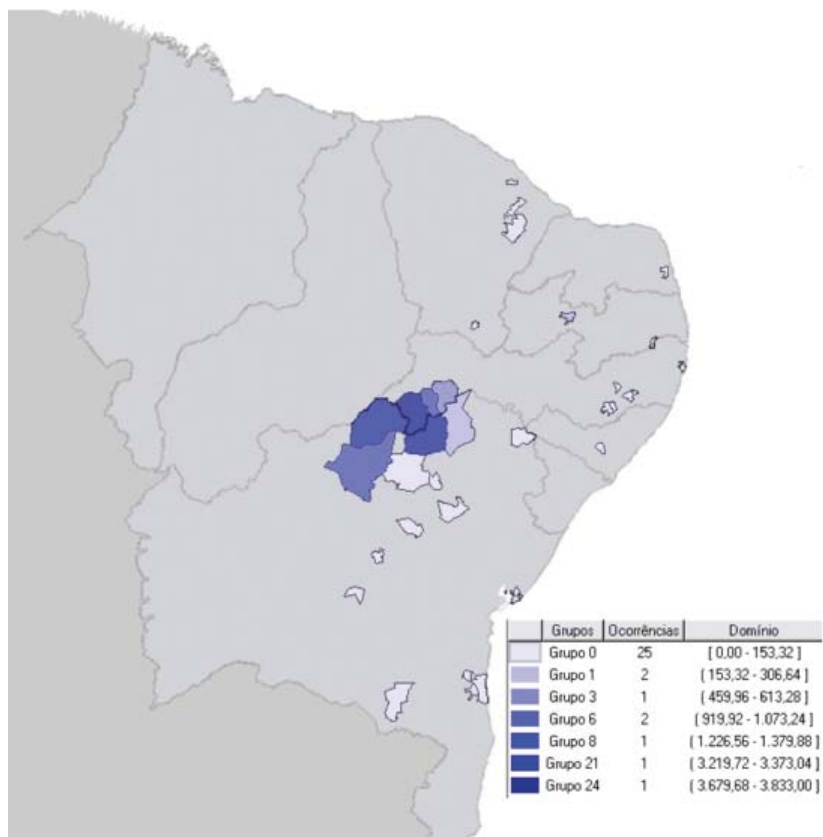 Grupos Ocorrências Domínio
Grupo 0 25 [ 0,00 - 153,32 ]
Grupo 1 2 ( 153,32 - 306,64 ]
Grupo 3 1 ( 459,96 - 613,28 ]
Grupo 6 2 ( 919,92 - 1.073,24 ]
Grupo 8 1 ( 1.226,56 - 1.379,88 ]
Grupo 21 1 ( 3.219,72 - 3.373,04 ]
Grupo 24 1 ( 3.679,68 - 3.833,00 ]